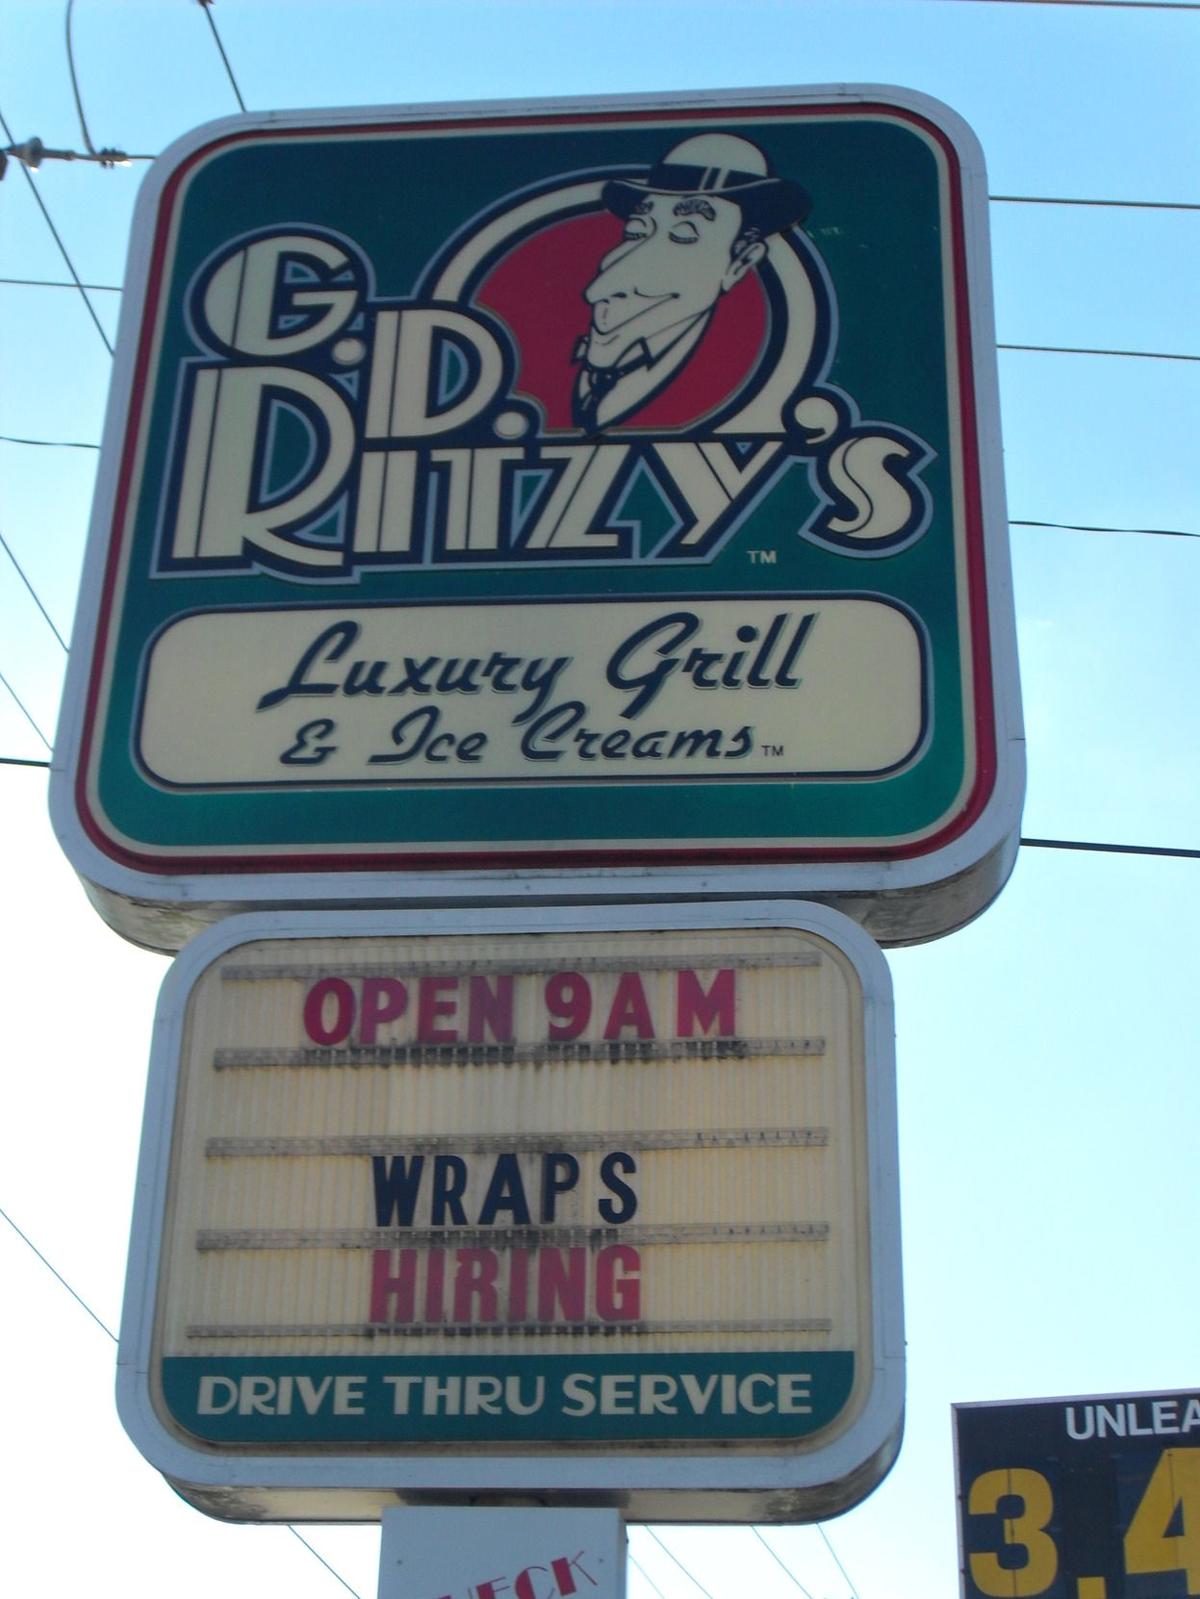 G.D.
RITZY'S
TM
Luxury Grill
& Ice Creams TM
OPEN 9AM
WRAPS
HIRING
DRIVE THRU SERVICE
3.4